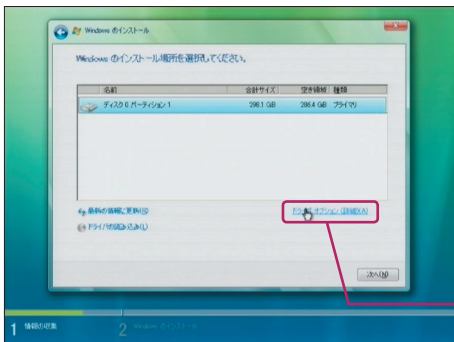 Windows のインストール
Windows のインストール場所を選択してください。
名前 合計サイズ 空き領域 種類
ディスク 0 パーティション 1 298.1 GB 286.4 GB プライマリ
最新の情報に更新(R) ドライブ オプション (詳細)(A)
ドライバの読み込み(L)
次へ(N)
1 情報の収集 2 Windows のインストール